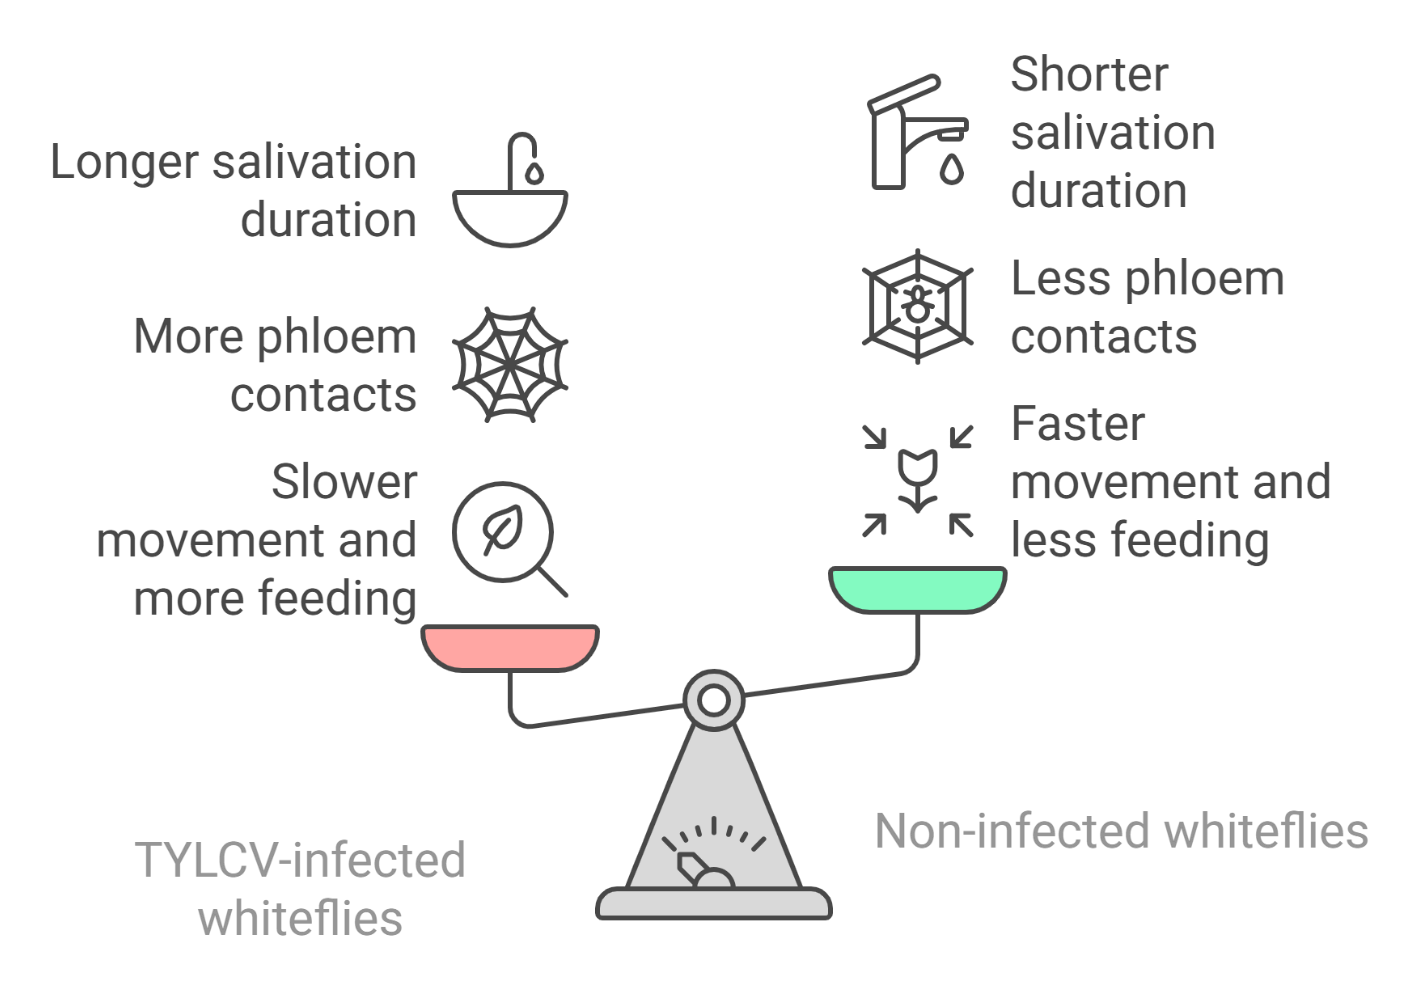 Longer salivation
duration
More phloem
contacts
Slower
movement and
more feeding
TYLCV-infected
whiteflies
Shorter
salivation
duration
Less phloem
contacts
Faster
movement and
less feeding
Non-infected whiteflies